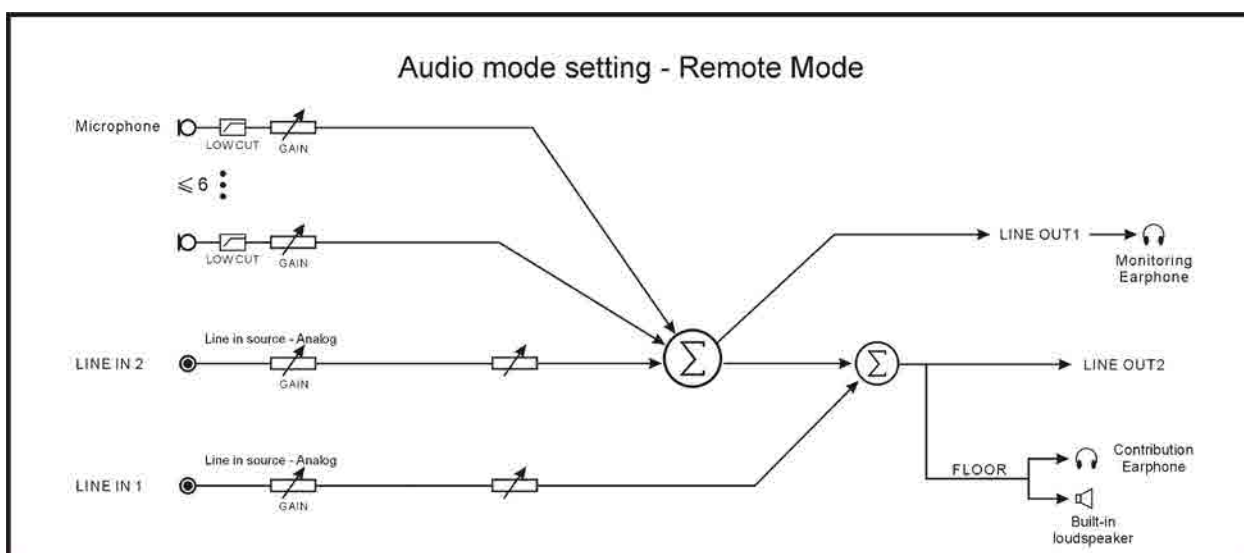 Audio mode setting - Remote Mode
Microphone
LOW CUT
GAIN
⩽ 6
LOW CUT
GAIN
LINE OUT1
Monitoring
Earphone
Line in source - Analog
LINE IN 2
GAIN
Σ
Σ
LINE OUT2
Line in source - Analog
LINE IN 1
GAIN
FLOOR
Contribution
Earphone
Built-in
loudspeaker